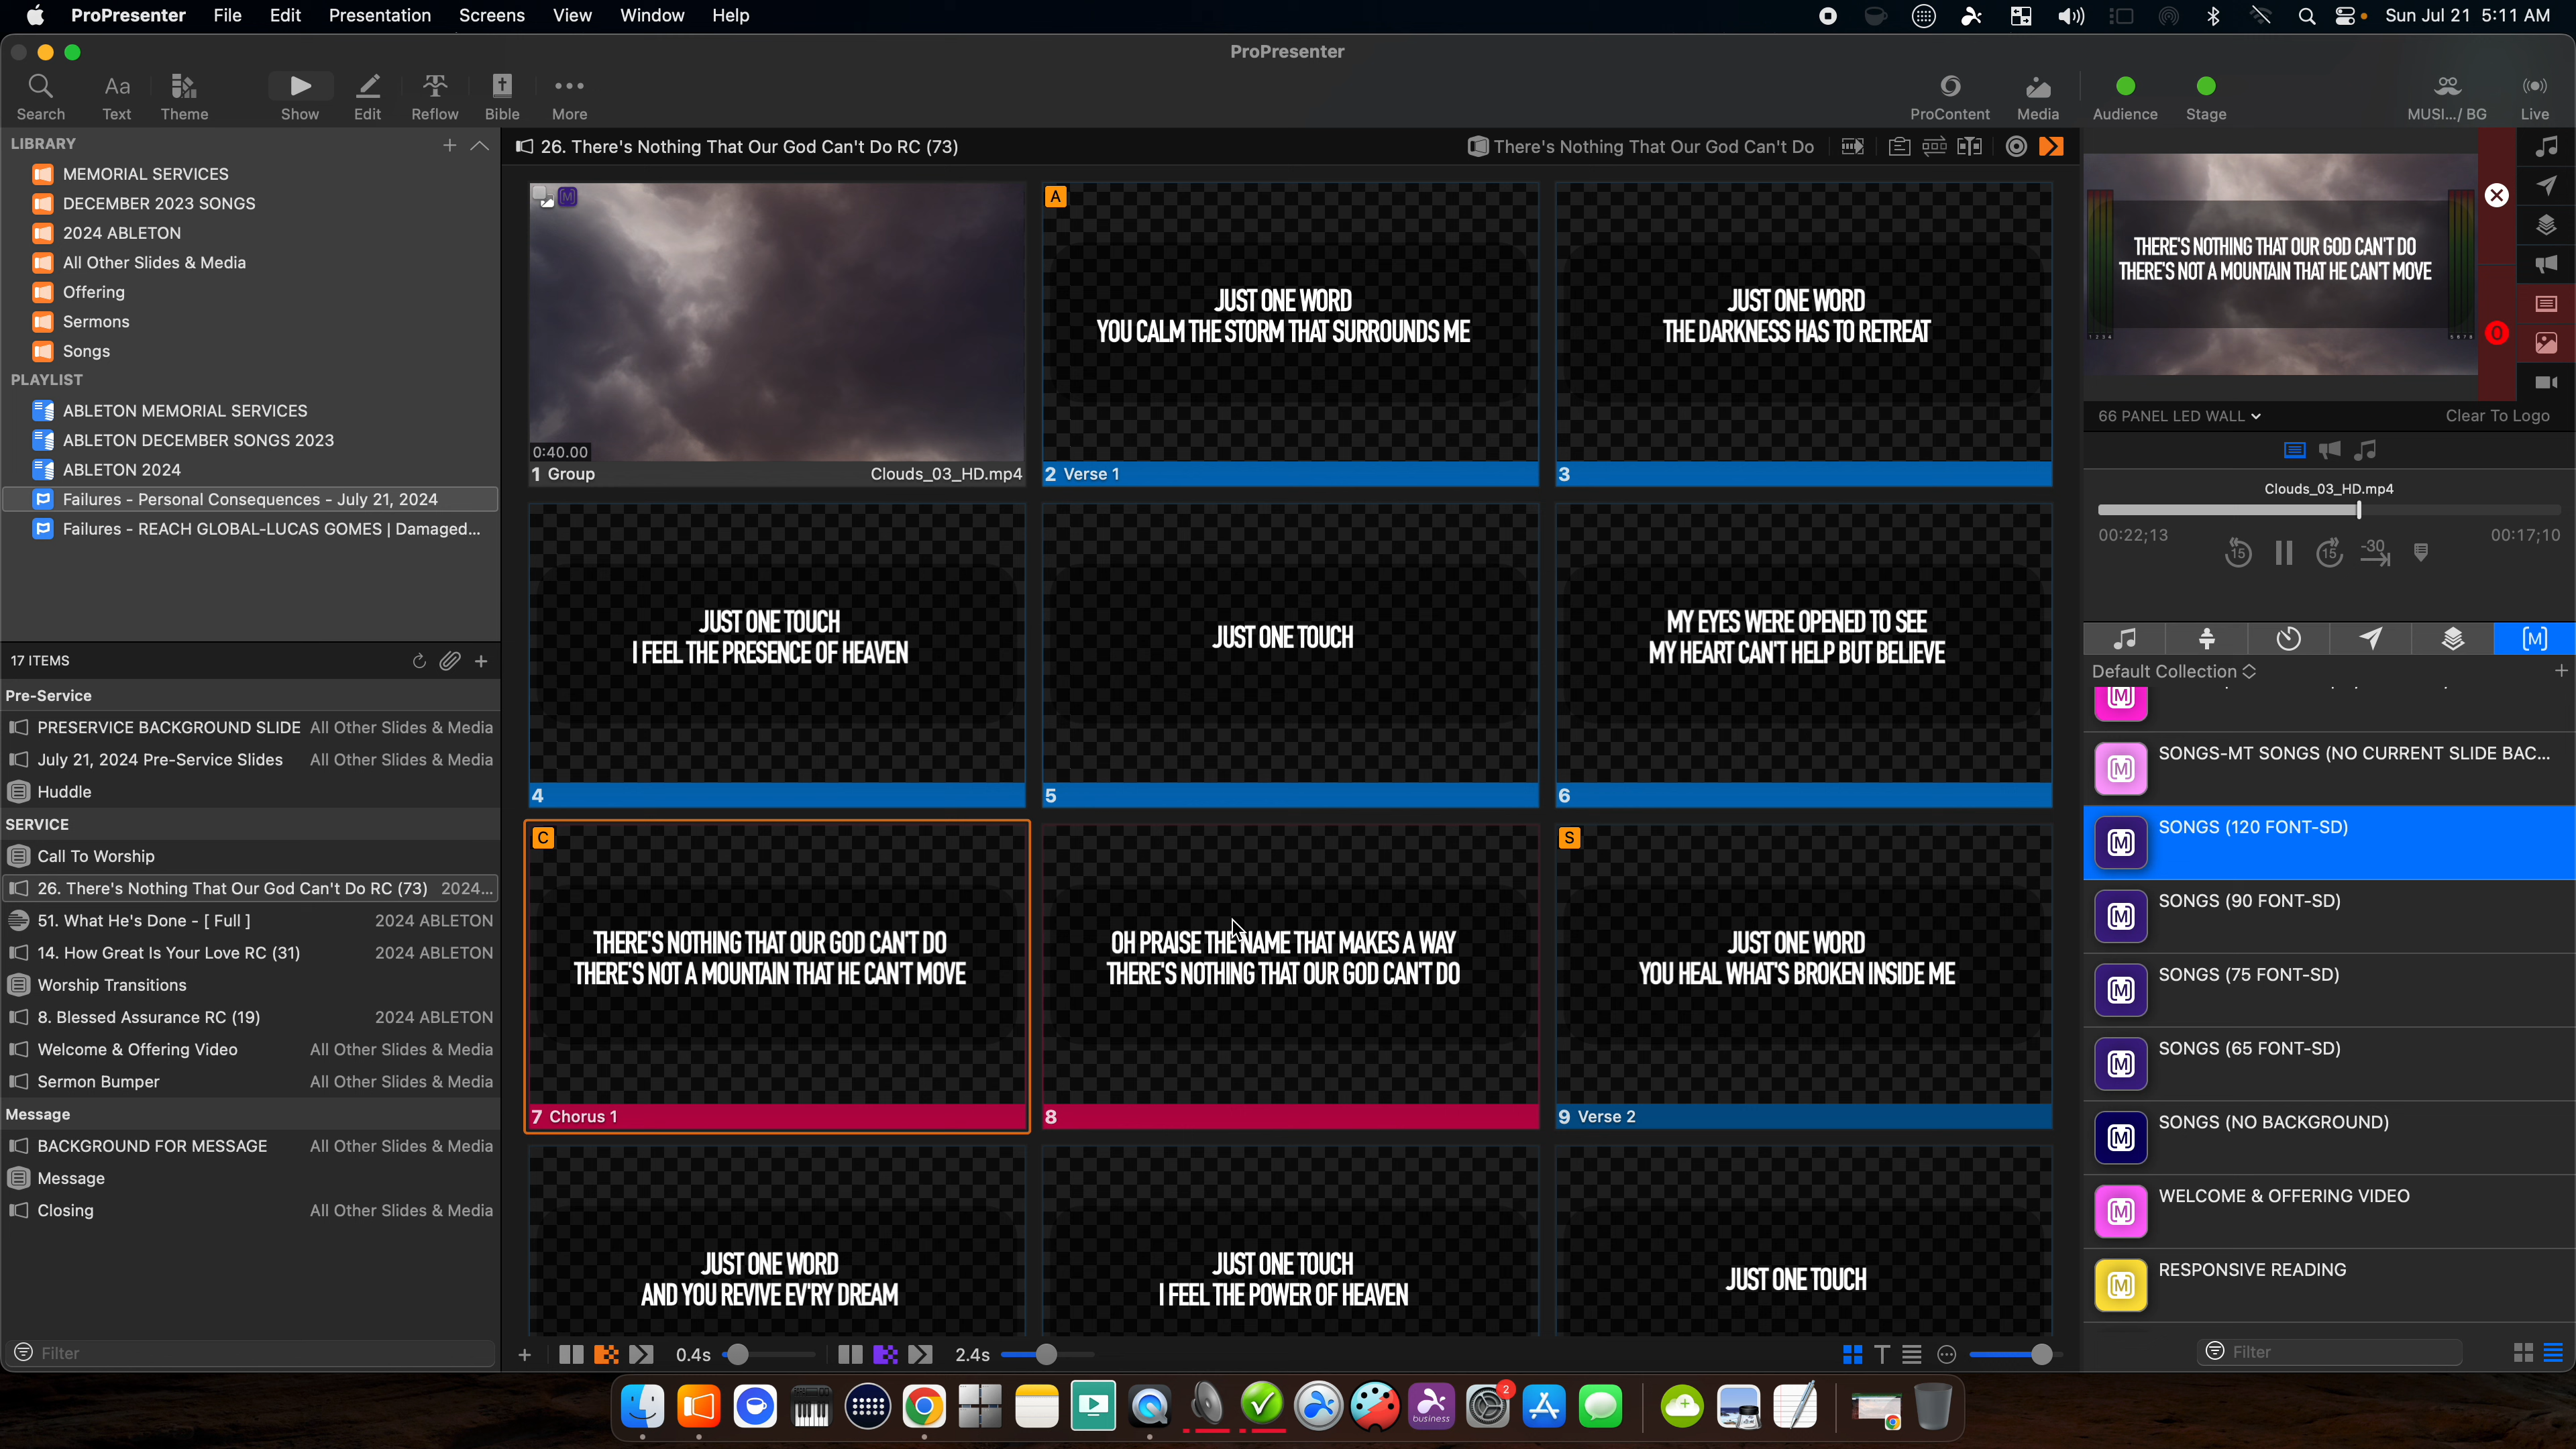 ProPresenter File Edit Presentation Screens View Window Help
Sun Jul 21 5:11 AM
ProPresenter
Search Aa Text Theme Show Edit Reflow Bible More
ProContent Media Audience Stage MUSI.../ BG Live
LIBRARY
MEMORIAL SERVICES
DECEMBER 2023 SONGS
2024 ABLETON
All Other Slides & Media
Offering
Sermons
Songs
PLAYLIST
ABLETON MEMORIAL SERVICES
ABLETON DECEMBER SONGS 2023
ABLETON 2024
Failures - Personal Consequences - July 21, 2024
Failures - REACH GLOBAL-LUCAS GOMES | Damaged...
17 ITEMS
Pre-Service
PRESERVICE BACKGROUND SLIDE All Other Slides & Media
July 21, 2024 Pre-Service Slides All Other Slides & Media
Huddle
SERVICE
Call To Worship
26. There's Nothing That Our God Can't Do RC (73) 2024...
51. What He's Done - [ Full ] 2024 ABLETON
14. How Great Is Your Love RC (31) 2024 ABLETON
Worship Transitions
8. Blessed Assurance RC (19) 2024 ABLETON
Welcome & Offering Video All Other Slides & Media
Sermon Bumper All Other Slides & Media
Message
BACKGROUND FOR MESSAGE All Other Slides & Media
Message
Closing All Other Slides & Media
Filter
26. There's Nothing That Our God Can't Do RC (73)
There's Nothing That Our God Can't Do
M
0:40.00
1 Group Clouds_03_HD.mp4
A
JUST ONE WORD
YOU CALM THE STORM THAT SURROUNDS ME
2 Verse 1
JUST ONE WORD
THE DARKNESS HAS TO RETREAT
3
JUST ONE TOUCH
I FEEL THE PRESENCE OF HEAVEN
4
JUST ONE TOUCH
5
MY EYES WERE OPENED TO SEE
MY HEART CAN'T HELP BUT BELIEVE
6
C
THERE'S NOTHING THAT OUR GOD CAN'T DO
THERE'S NOT A MOUNTAIN THAT HE CAN'T MOVE
7 Chorus 1
OH PRAISE THE NAME THAT MAKES A WAY
THERE'S NOTHING THAT OUR GOD CAN'T DO
8
S
JUST ONE WORD
YOU HEAL WHAT'S BROKEN INSIDE ME
9 Verse 2
JUST ONE WORD
AND YOU REVIVE EV'RY DREAM
JUST ONE TOUCH
I FEEL THE POWER OF HEAVEN
JUST ONE TOUCH
0.4s 2.4s
THERE'S NOTHING THAT OUR GOD CAN'T DO
THERE'S NOT A MOUNTAIN THAT HE CAN'T MOVE
1 2 3 4
5 6 7 8
0
66 PANEL LED WALL Clear To Logo
Clouds_03_HD.mp4
00:22;13 00:17;10
15 15 -30
[M]
Default Collection
SONGS-MT SONGS (NO CURRENT SLIDE BAC...
SONGS (120 FONT-SD)
SONGS (90 FONT-SD)
SONGS (75 FONT-SD)
SONGS (65 FONT-SD)
SONGS (NO BACKGROUND)
WELCOME & OFFERING VIDEO
RESPONSIVE READING
Filter
business
2